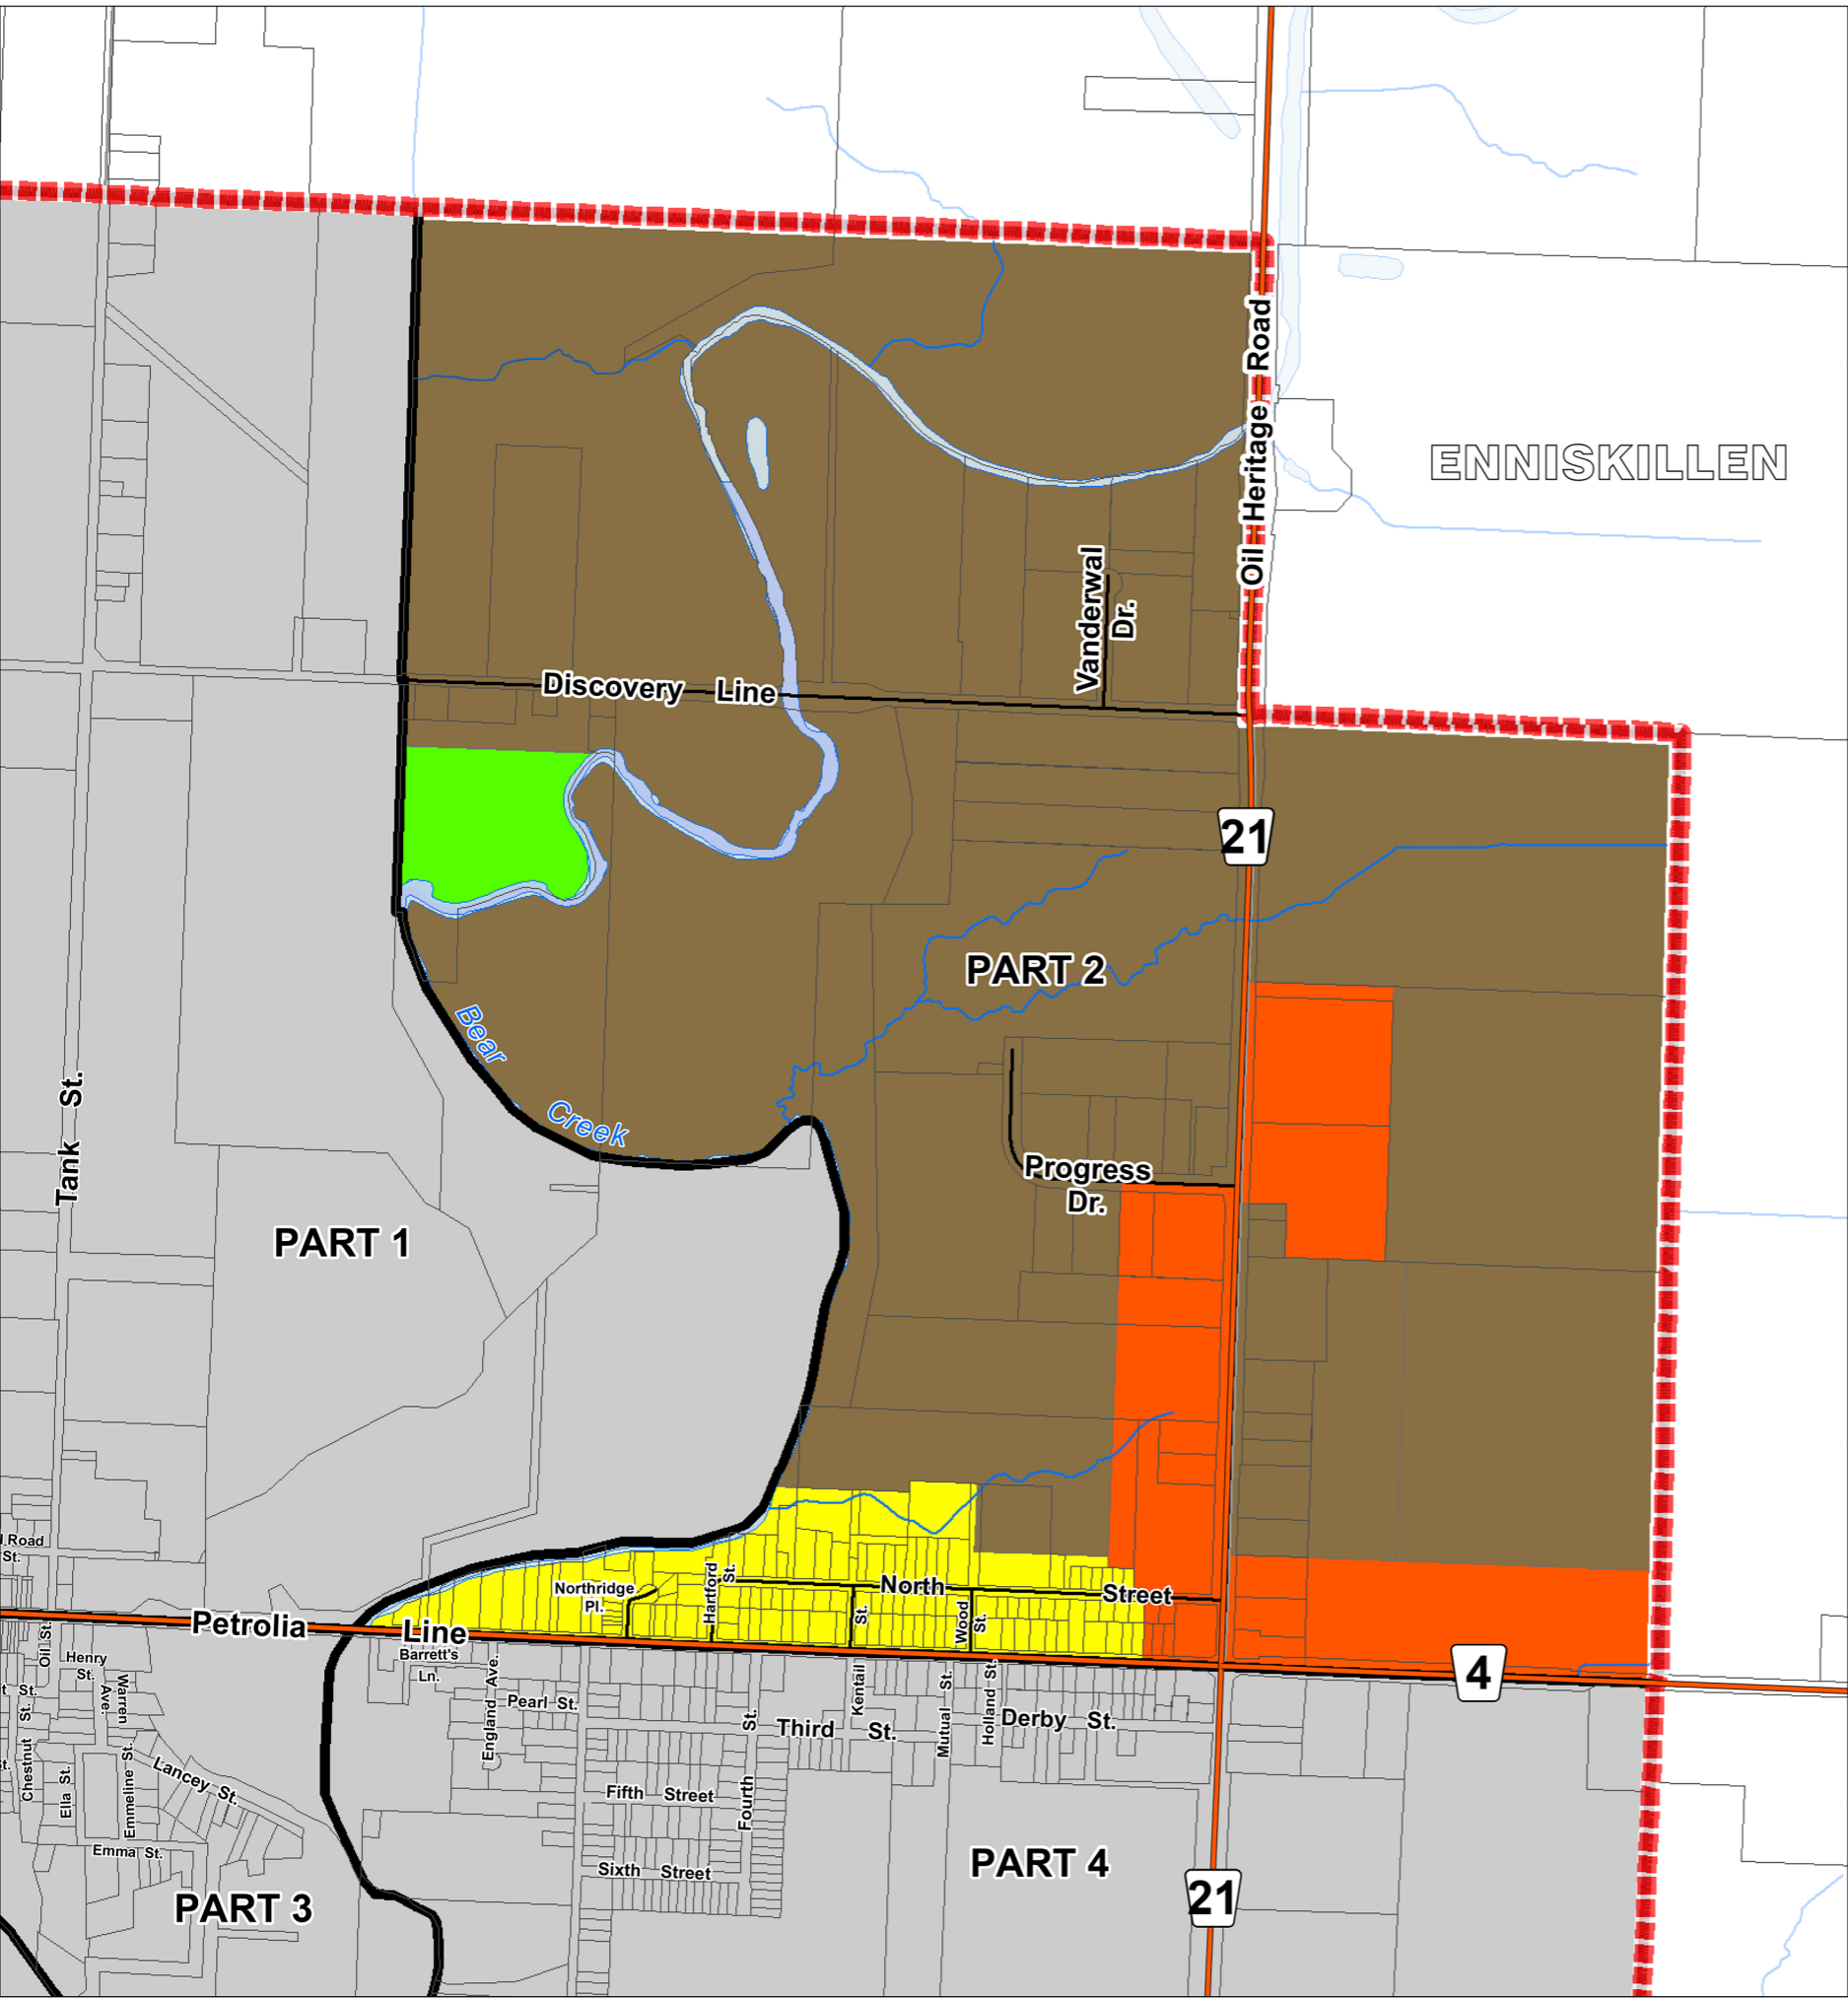 ENNISKILLEN
Oil Heritage Road
Vanderwal
Dr.
Discovery Line
21
PART 2
Bear
Creek
Tank St.
Progress
Dr.
PART 1
Road
St.
Northridge
Pl.
Hartford
St.
North Street
St.
Wood
St.
Petrolia Line
Barrett's
Ln.
Oil St.
Henry
St.
4
St.
St.
Warren
Ave.
England Ave.
Pearl St.
St.
Kentail
Mutual St.
Holland St.
Third St.
Derby St.
Chestnut
Ella St.
Emmeline St.
Lancey St.
Fifth Street
Fourth
Emma St.
Sixth Street
PART 4
PART 3
21